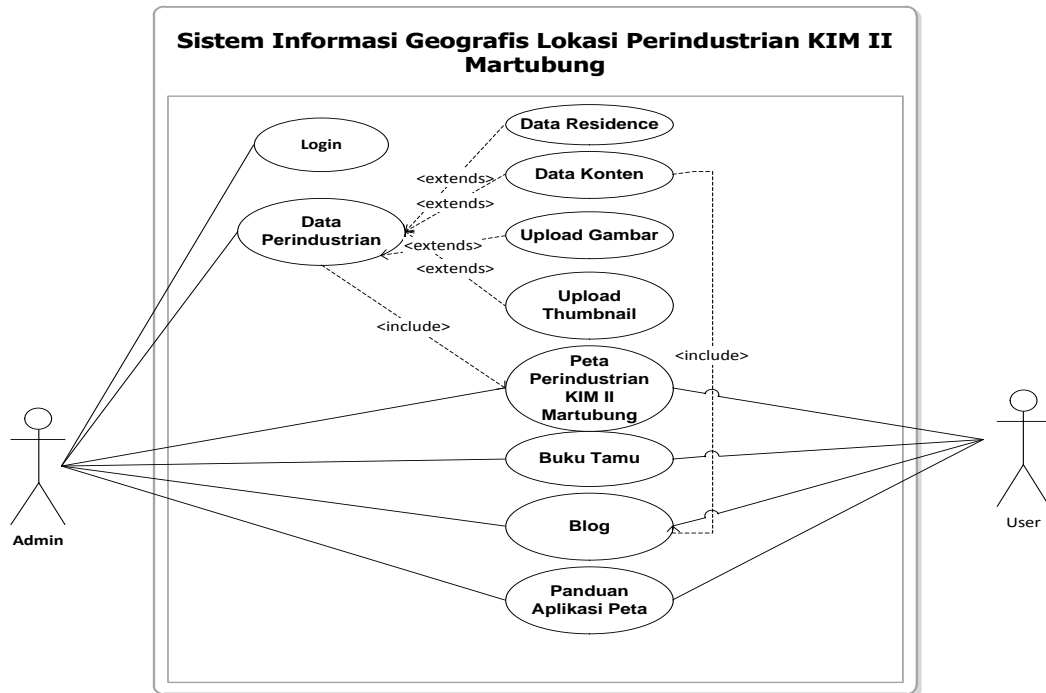 Sistem Informasi Geografis Lokasi Perindustrian KIM II
Martubung
Login
Data
Perindustrian
Data Residence
Data Konten
Upload Gambar
Upload
Thumbnail
<extends>
<extends>
<extends>
<extends>
<include>
<include>
Peta
Perindustrian
KIM II
Martubung
Buku Tamu
Blog
Panduan
Aplikasi Peta
Admin
User